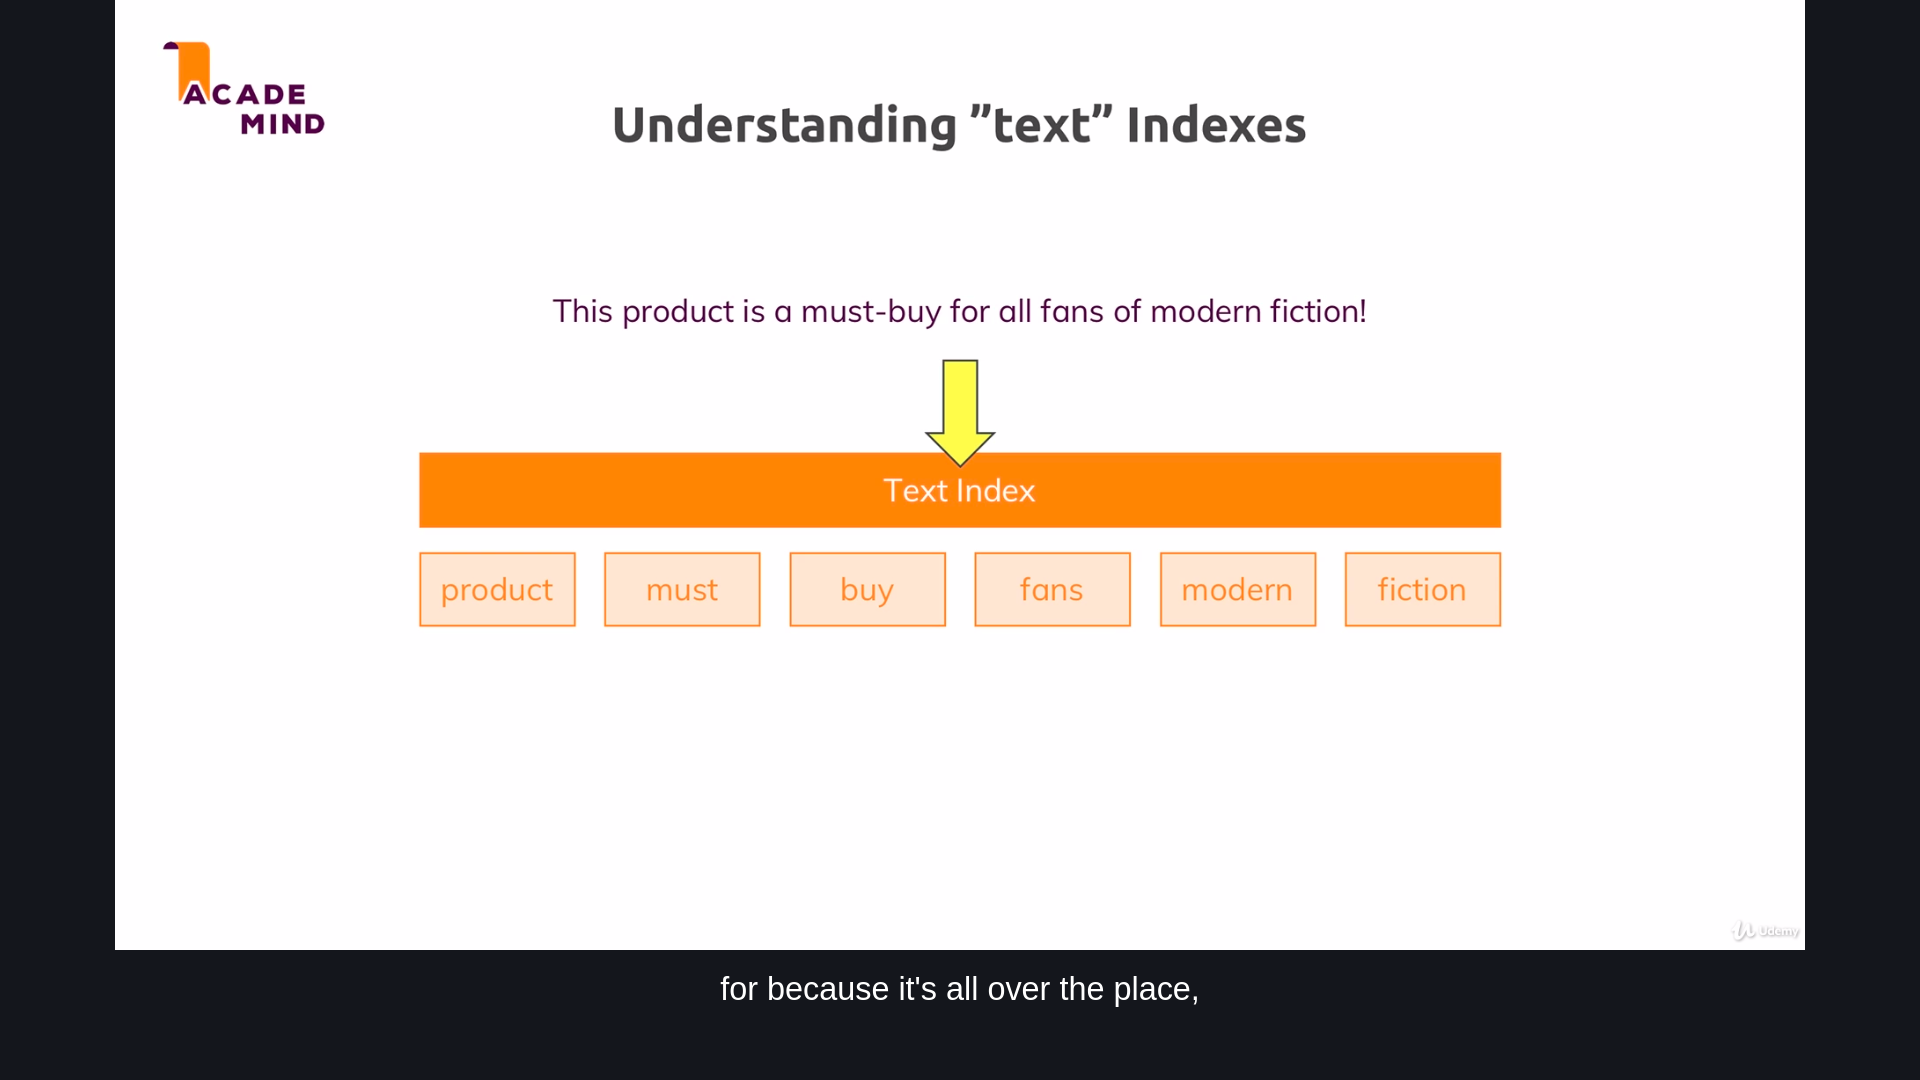 ACADE
MIND
Understanding ”text” Indexes
This product is a must-buy for all fans of modern fiction!
Text Index
product must buy fans modern fiction
Udemy
for because it's all over the place,